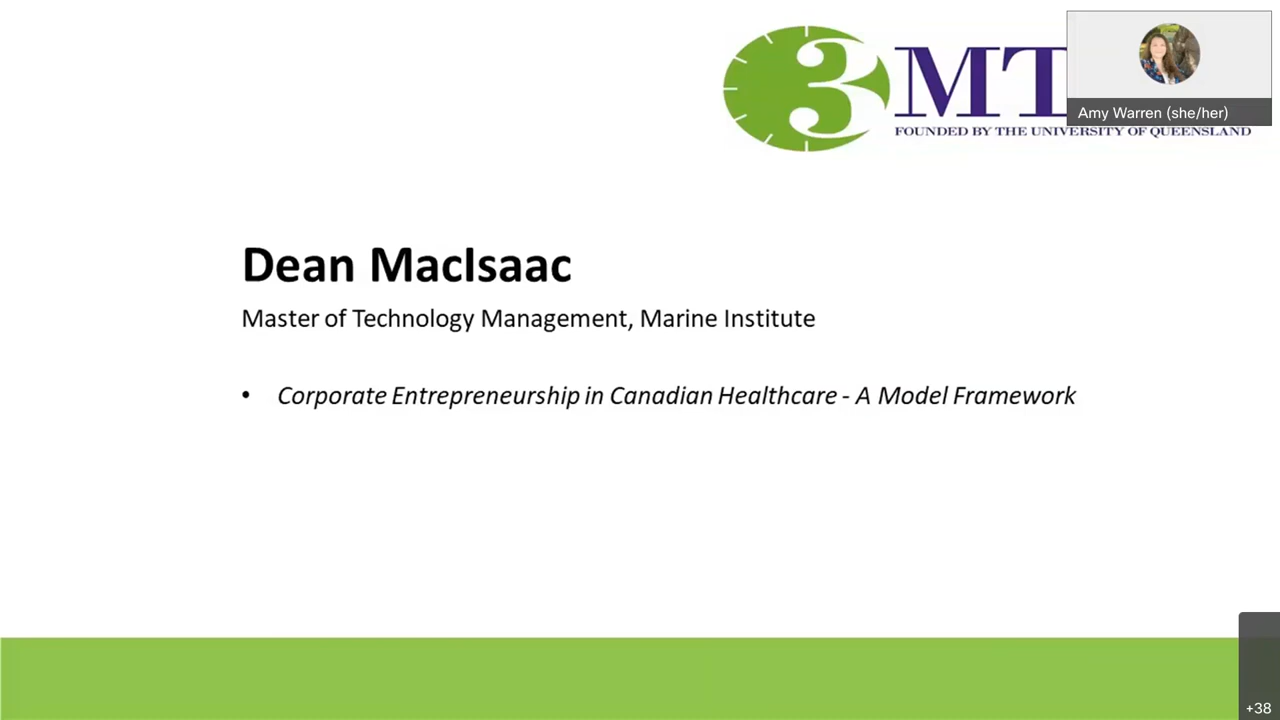 3MT
Amy Warren (she/her)
FOUNDED BY THE UNIVERSITY OF QUEENSLAND
Dean MacIsaac
Master of Technology Management, Marine Institute
• Corporate Entrepreneurship in Canadian Healthcare - A Model Framework
+38